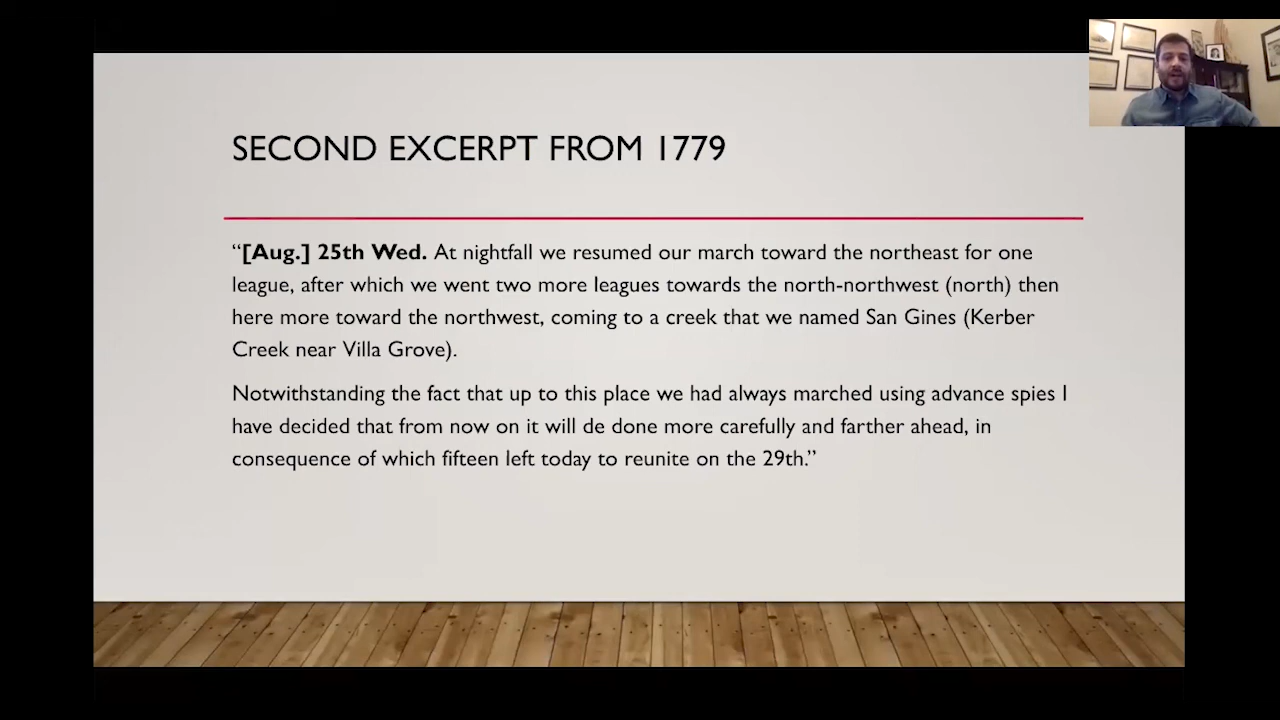 SECOND EXCERPT FROM 1779
“[Aug.] 25th Wed. At nightfall we resumed our march toward the northeast for one
league, after which we went two more leagues towards the north-northwest (north) then
here more toward the northwest, coming to a creek that we named San Gines (Kerber
Creek near Villa Grove).
Notwithstanding the fact that up to this place we had always marched using advance spies I
have decided that from now on it will de done more carefully and farther ahead, in
consequence of which fifteen left today to reunite on the 29th.”